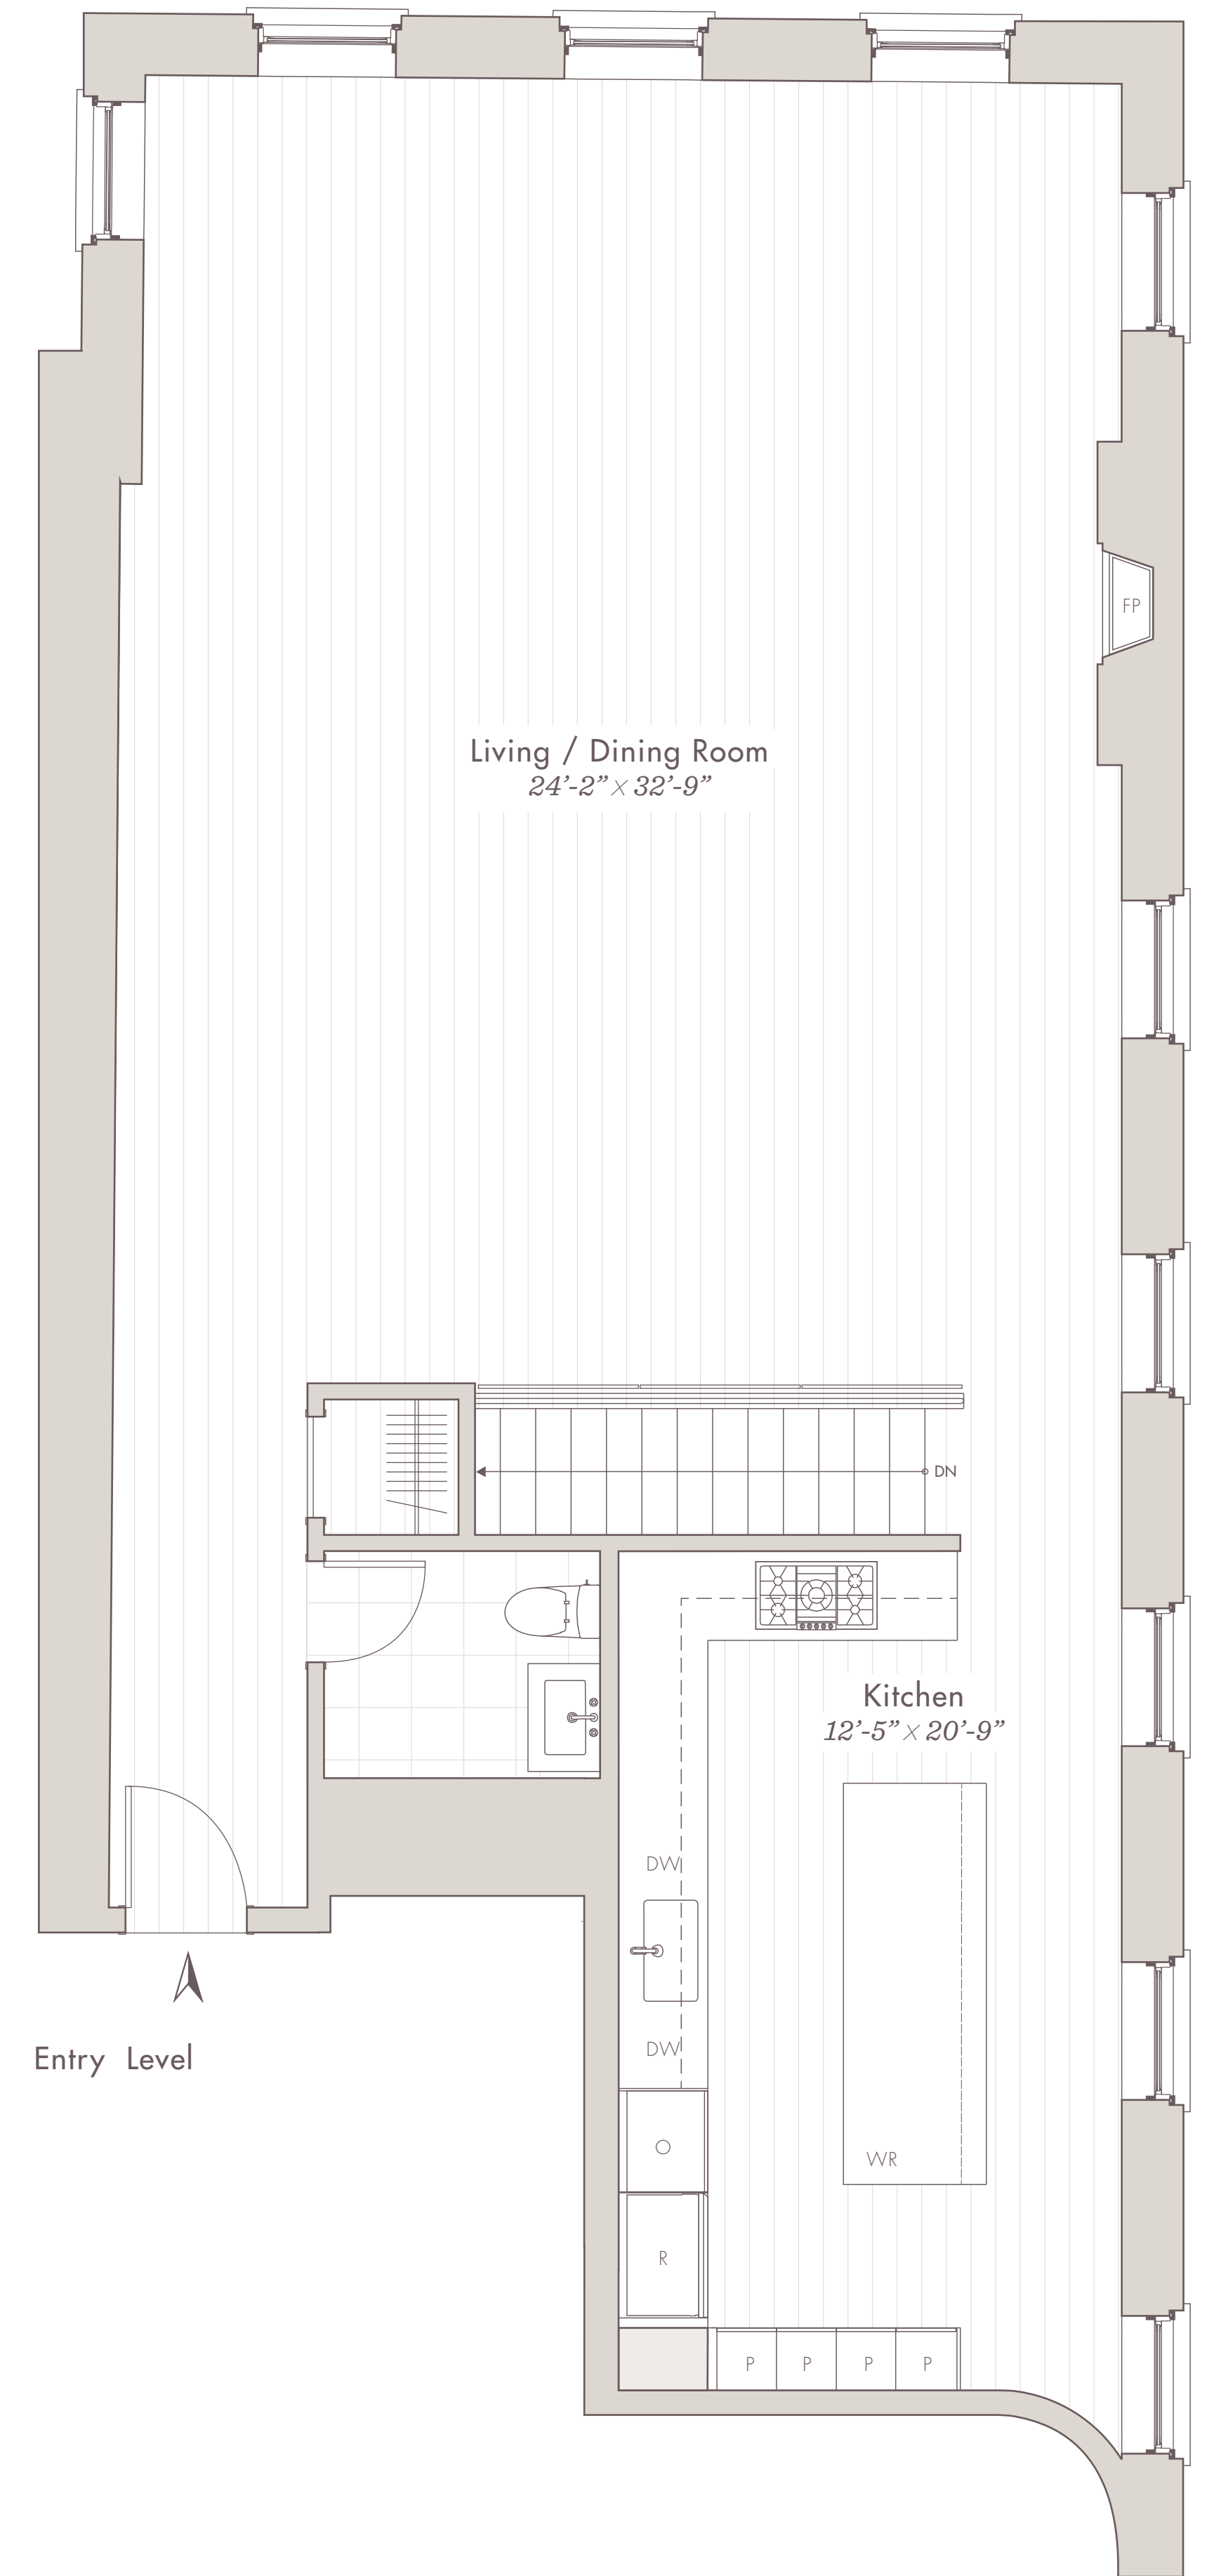 FP
Living / Dining Room
24’-2” × 32’-9”
DN
Kitchen
12’-5” × 20’-9”
DW
DW
Entry Level
WR
R
P P P P